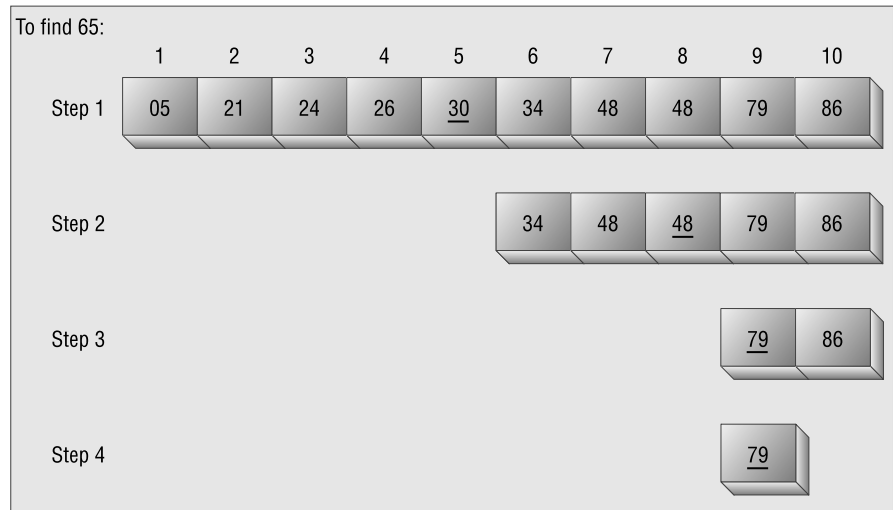 To find 65:
1 2 3 4 5 6 7 8 9 10
Step 1 05 21 24 26 30 34 48 48 79 86
Step 2 34 48 48 79 86
Step 3 79 86
Step 4 79